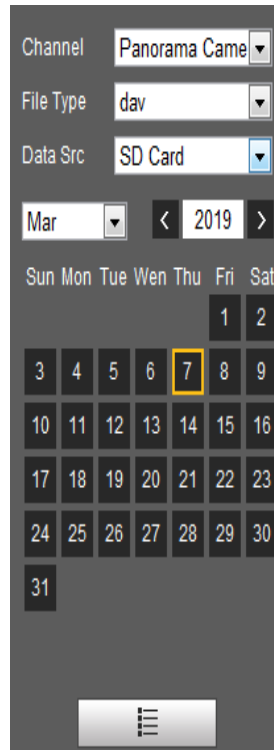 Channel Panorama Came
File Type dav
Data Src SD Card
Mar 2019
Sun Mon Tue Wen Thu Fri Sat
1 2
3 4 5 6 7 8 9
10 11 12 13 14 15 16
17 18 19 20 21 22 23
24 25 26 27 28 29 30
31